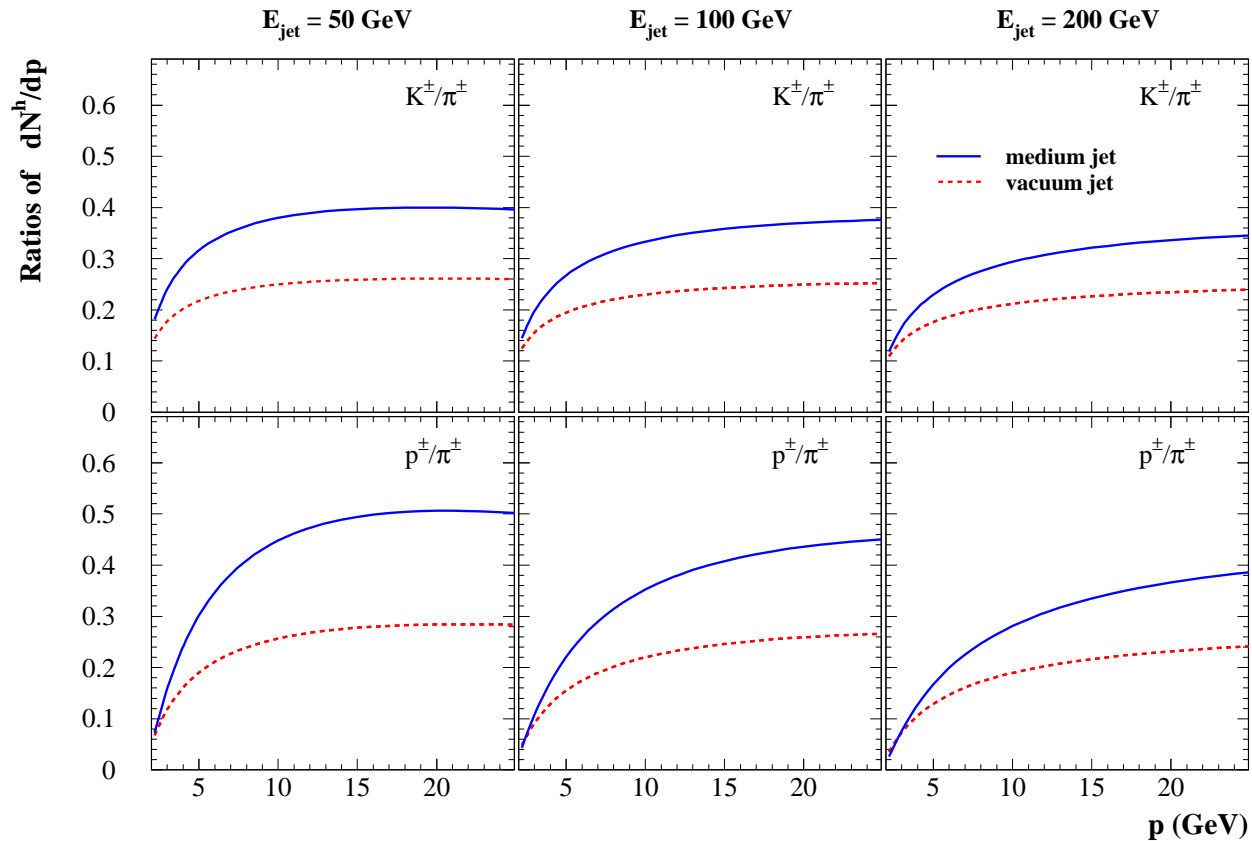 E_jet = 50 GeV E_jet = 100 GeV E_jet = 200 GeV
Ratios of dN^h/dp
K^±/π^± K^±/π^± K^±/π^±
medium jet
vacuum jet
0.6
0.5
0.4
0.3
0.2
0.1
0
p^±/π^± p^±/π^± p^±/π^±
0.6
0.5
0.4
0.3
0.2
0.1
0
5 10 15 20 5 10 15 20 5 10 15 20
p (GeV)